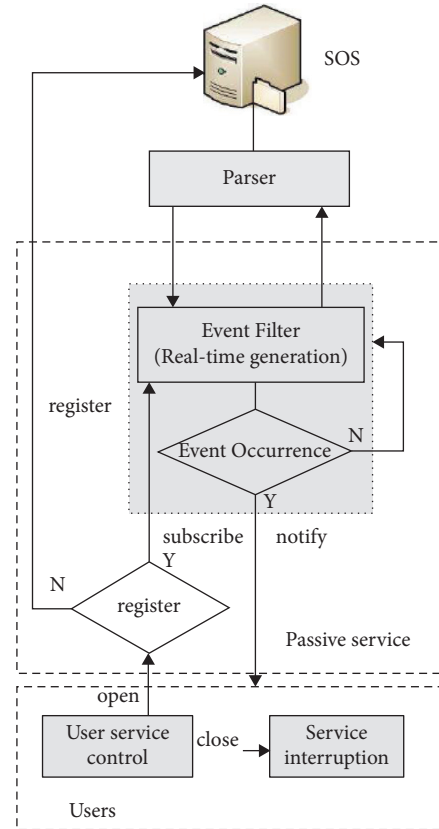 SOS
Parser
Event Filter
(Real-time generation)
register
Event Occurrence
N
Y
subscribe
notify
Y
N
register
Passive service
open
User service
control
close
Service
interruption
Users